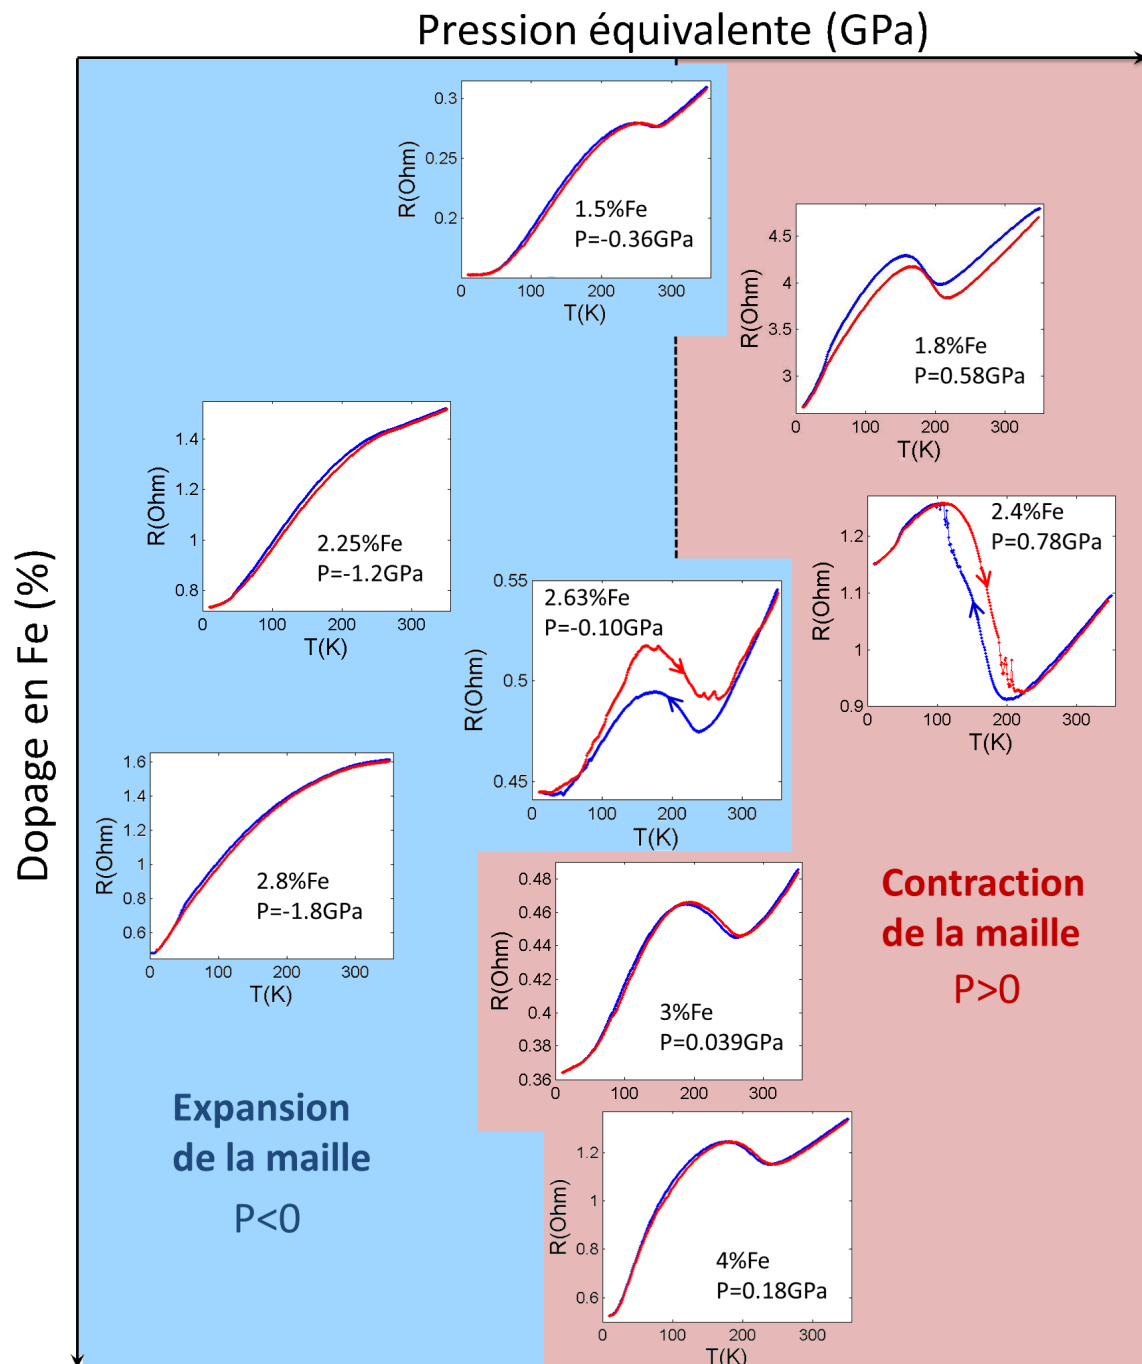 Pression équivalente (GPa)
Dopage en Fe (%)
0.3
0.25
0.2
R(Ohm)
1.5%Fe
P=-0.36GPa
0 100 200 300
T(K)
4.5
4
3.5
3
R(Ohm)
1.8%Fe
P=0.58GPa
0 100 200 300
T(K)
1.4
1.2
1
0.8
R(Ohm)
2.25%Fe
P=-1.2GPa
0 100 200 300
T(K)
1.2
1.1
1
0.9
R(Ohm)
2.4%Fe
P=0.78GPa
0 100 200 300
T(K)
0.55
0.5
0.45
R(Ohm)
2.63%Fe
P=-0.10GPa
0 100 200 300
T(K)
1.6
1.4
1.2
1
0.8
0.6
R(Ohm)
2.8%Fe
P=-1.8GPa
0 100 200 300
T(K)
0.48
0.46
0.44
0.42
0.4
0.38
0.36
R(Ohm)
3%Fe
P=0.039GPa
0 100 200 300
T(K)
Contraction
de la maille
P>0
Expansion
de la maille
P<0
1.2
1
0.8
0.6
R(Ohm)
4%Fe
P=0.18GPa
0 100 200 300
T(K)